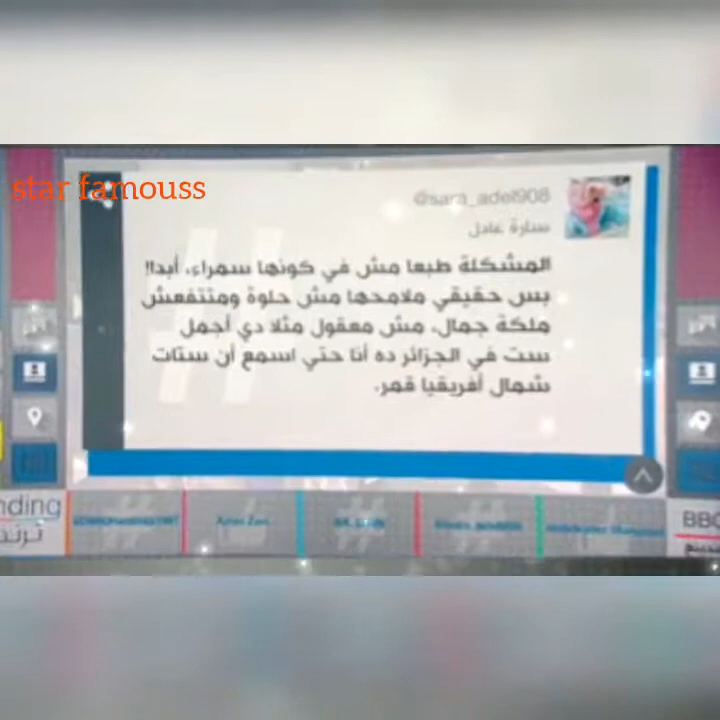 star famouss
@sara_adel908
سارة عادل
المشكلة طبعا مش في كونها سمراء، أبدا!
بس حقيقي ملامحها مش حلوة ومتنفعش
ملكة جمال، مش معقول مثلا دي أجمل
ست في الجزائر ده أنا حتي اسمع أن ستات
شمال أفريقيا قمر.
nding
ترند
BBC